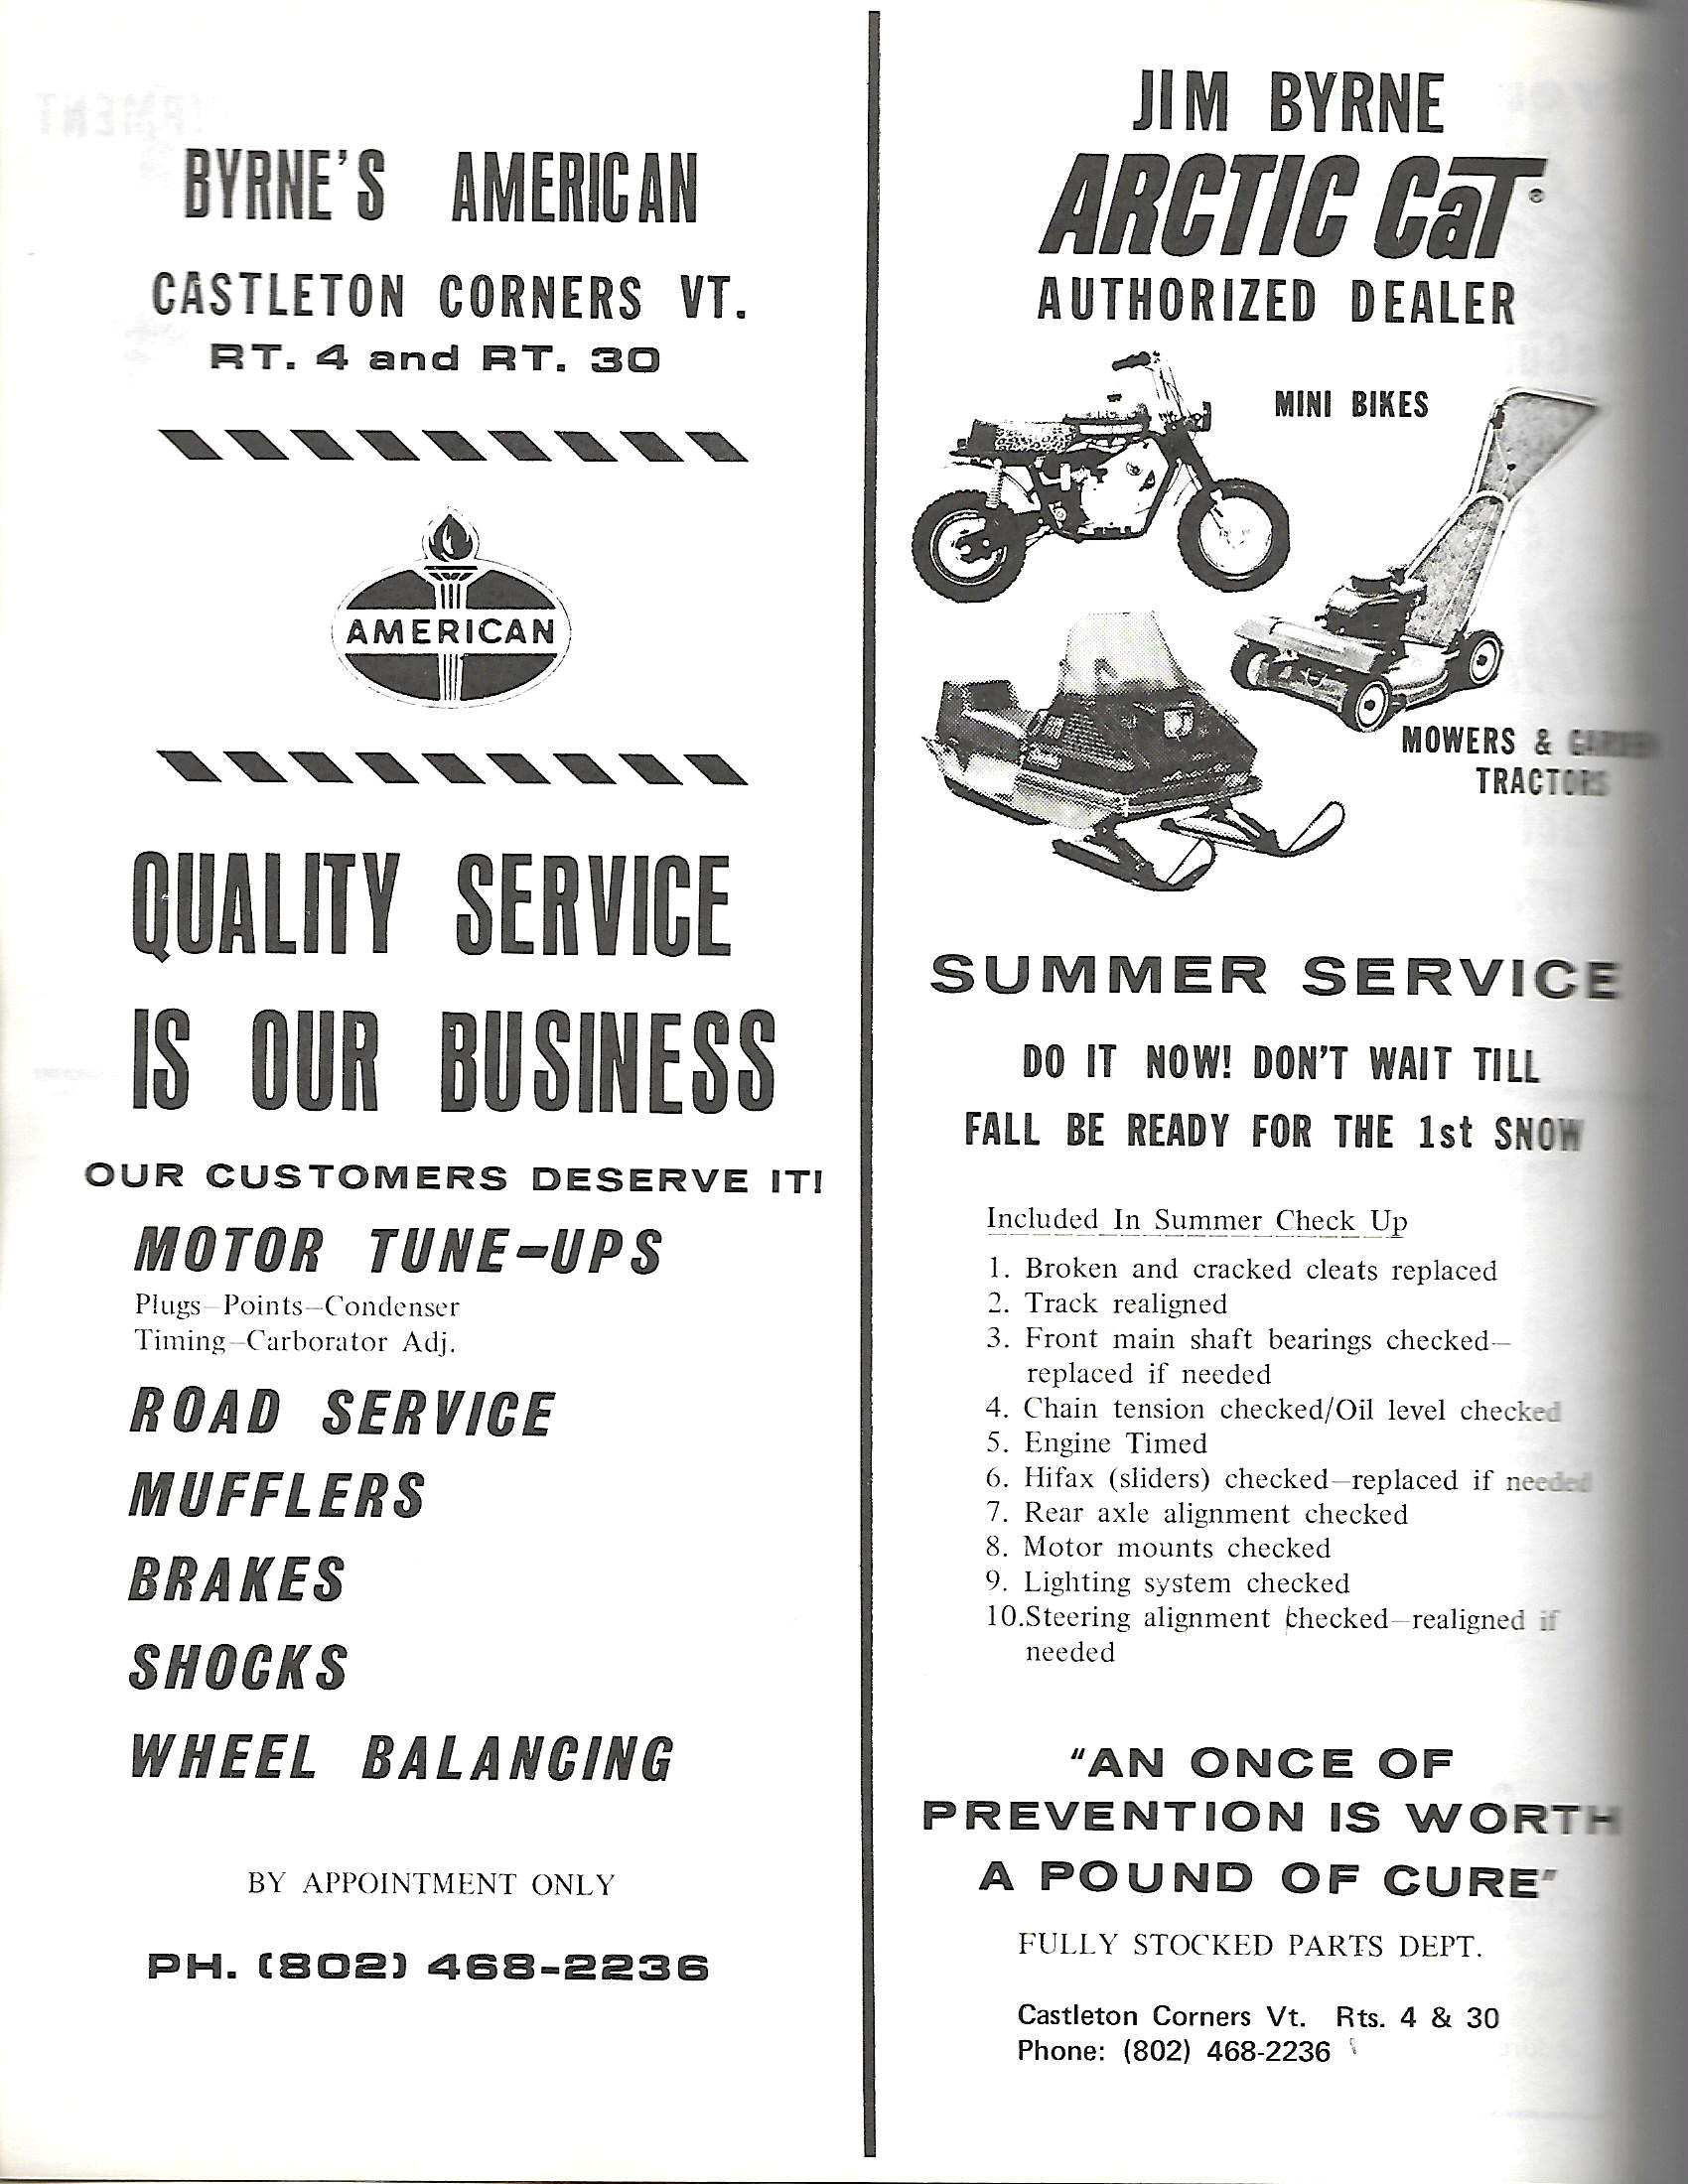 BYRNE'S AMERICAN
CASTLETON CORNERS VT.
RT. 4 and RT. 30
AMERICAN
QUALITY SERVICE
IS OUR BUSINESS
OUR CUSTOMERS DESERVE IT!
MOTOR TUNE-UPS
Plugs—Points—Condenser
Timing—Carborator Adj.
ROAD SERVICE
MUFFLERS
BRAKES
SHOCKS
WHEEL BALANCING
BY APPOINTMENT ONLY
PH. (802) 468-2236
JIM BYRNE
ARCTIC CaT®
AUTHORIZED DEALER
MINI BIKES
MOWERS & GARDEN
TRACTORS
SUMMER SERVICE
DO IT NOW! DON'T WAIT TILL
FALL BE READY FOR THE 1st SNOW
Included In Summer Check Up
1. Broken and cracked cleats replaced
2. Track realigned
3. Front main shaft bearings checked—
replaced if needed
4. Chain tension checked/Oil level checked
5. Engine Timed
6. Hifax (sliders) checked—replaced if needed
7. Rear axle alignment checked
8. Motor mounts checked
9. Lighting system checked
10.Steering alignment checked—realigned if
needed
"AN ONCE OF
PREVENTION IS WORTH
A POUND OF CURE"
FULLY STOCKED PARTS DEPT.
Castleton Corners Vt. Rts. 4 & 30
Phone: (802) 468-2236